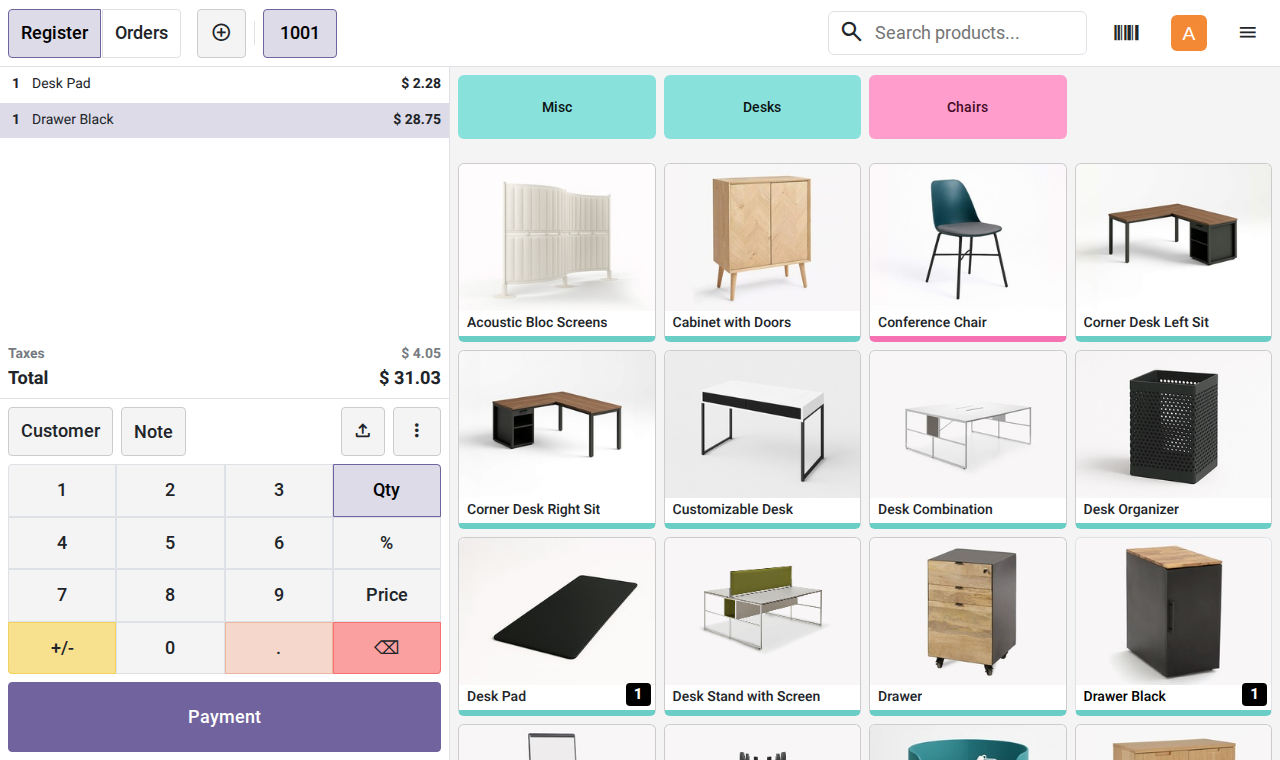 Register Orders 1001 Search products... A
1 Desk Pad $ 2.28
1 Drawer Black $ 28.75
Taxes $ 4.05
Total $ 31.03
Customer Note
1 2 3 Qty
4 5 6 %
7 8 9 Price
+/- 0 . ⌫
Payment
Misc Desks Chairs
Acoustic Bloc Screens Cabinet with Doors Conference Chair Corner Desk Left Sit
Corner Desk Right Sit Customizable Desk Desk Combination Desk Organizer
Desk Pad 1 Desk Stand with Screen Drawer Drawer Black 1